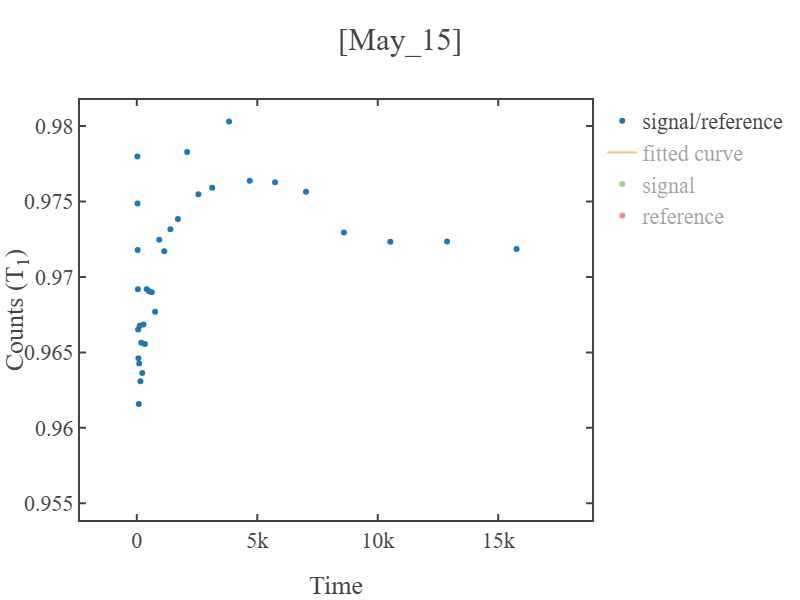 [May_15]
signal/reference
fitted curve
signal
reference
0.98
0.975
0.97
0.965
0.96
0.955
Counts (T1)
0
5k
10k
15k
Time